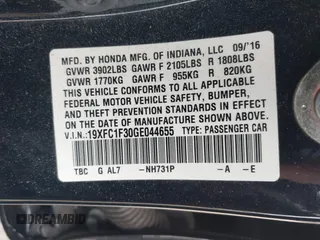 MFD. BY HONDA MFG. OF INDIANA, LLC 09/'16
GVWR 3902LBS GAWR F 2105LBS R 1808LBS
GVWR 1770KG GAWR F 955KG R 820KG
THIS VEHICLE CONFORMS TO ALL APPLICABLE
FEDERAL MOTOR VEHICLE SAFETY, BUMPER,
AND THEFT PREVENTION STANDARDS IN EFFECT
ON THE DATE OF MANUFACTURE SHOWN ABOVE.
V.I.N.: 19XFC1F30GE044655 TYPE: PASSENGER CAR
TBC G AL7 -NH731P -A -E
DREAMBID